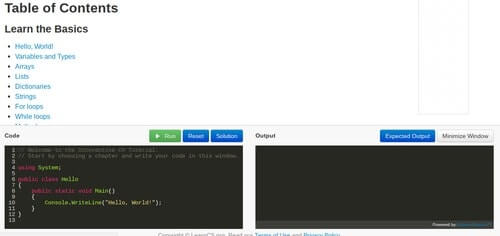 Table of Contents
Learn the Basics
Hello, World!
Variables and Types
Arrays
Lists
Dictionaries
Strings
For loops
While loops
Code
Run
Reset
Solution
Output
Expected Output
Minimize Window
1 // Welcome to the Interactive C# Tutorial.
2 // Start by choosing a chapter and write your code in this window.
3
4 using System;
5
6 public class Hello
7 {
8 public static void Main()
9 {
10 Console.WriteLine("Hello, World!");
11 }
12 }
13
Powered by
Copyright © LearnCS.org. Read our Terms of Use and Privacy Policy